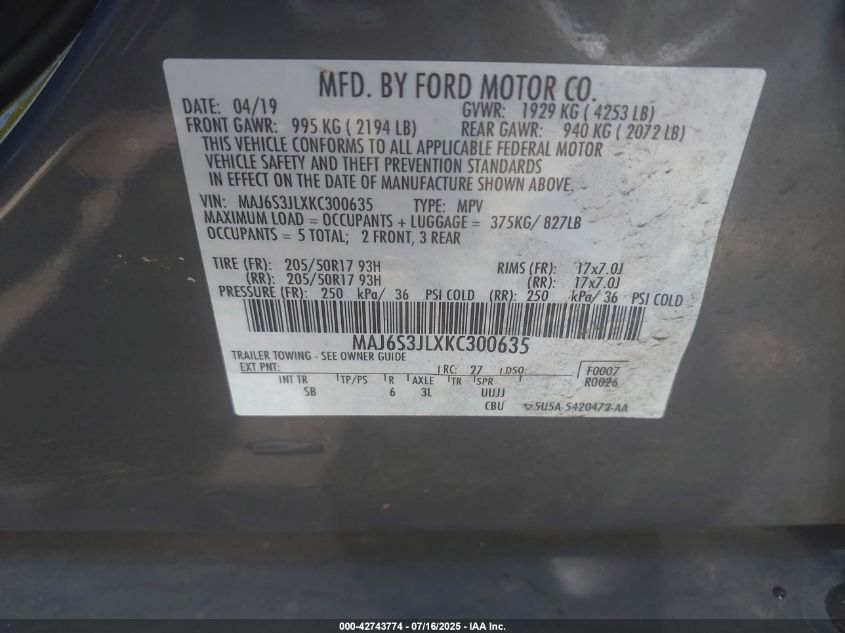 MFD. BY FORD MOTOR CO.
DATE: 04/19 GVWR: 1929 KG ( 4253 LB)
FRONT GAWR: 995 KG ( 2194 LB) REAR GAWR: 940 KG ( 2072 LB)
THIS VEHICLE CONFORMS TO ALL APPLICABLE FEDERAL MOTOR
VEHICLE SAFETY AND THEFT PREVENTION STANDARDS
IN EFFECT ON THE DATE OF MANUFACTURE SHOWN ABOVE.
VIN: MAJ6S3JLXKC300635 TYPE: MPV
MAXIMUM LOAD = OCCUPANTS + LUGGAGE = 375KG/ 827LB
OCCUPANTS = 5 TOTAL; 2 FRONT, 3 REAR
TIRE (FR): 205/50R17 93H RIMS (FR): 17x7.0J
(RR): 205/50R17 93H (RR): 17x7.0J
PRESSURE (FR): 250 kPa/ 36 PSI COLD (RR): 250 kPa/ 36 PSI COLD
MAJ6S3JLXKC300635
TRAILER TOWING - SEE OWNER GUIDE
EXT PNT: RC: 27 DSO: F0007
INT TR TP/PS R AXLE TR SPR R0026
SB 6 3L UUJJ
CBU 5U5A-5420472-AA
000-42743774 - 07/16/2025 - IAA Inc.